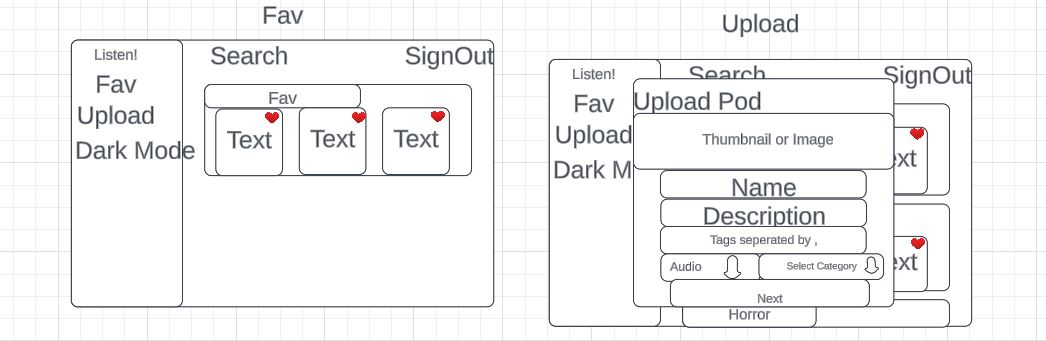 Fav
Listen!
Fav
Upload
Dark Mode
Search
SignOut
Fav
Text
Text
Text
Upload
Listen!
Fav
Upload
Dark M
Search
SignOut
Upload Pod
Thumbnail or Image
Name
Description
Tags seperated by ,
Audio
Select Category
Next
ext
ext
Horror